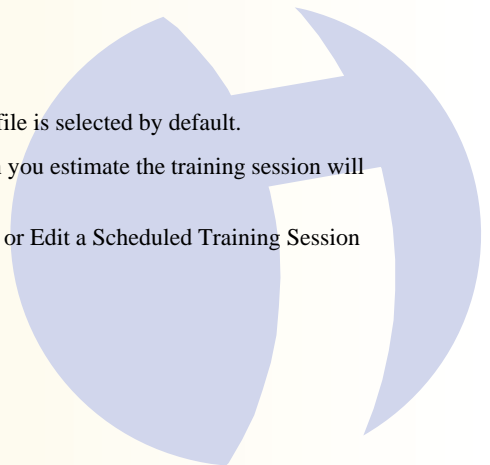 file is selected by default.
you estimate the training session will
or Edit a Scheduled Training Session